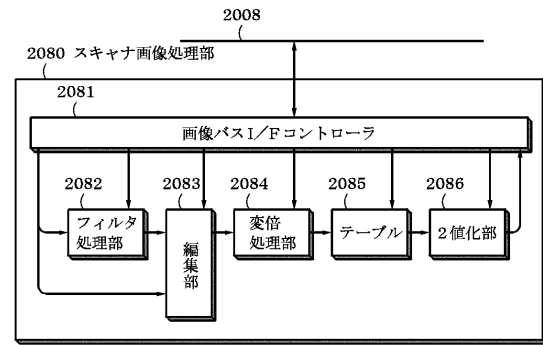 2008
2080 スキャナ画像処理部
2081
画像バスI/Fコントローラ
2082
2083
2084
2085
2086
フィルタ
処理部
編集部
変倍
処理部
テーブル
2値化部